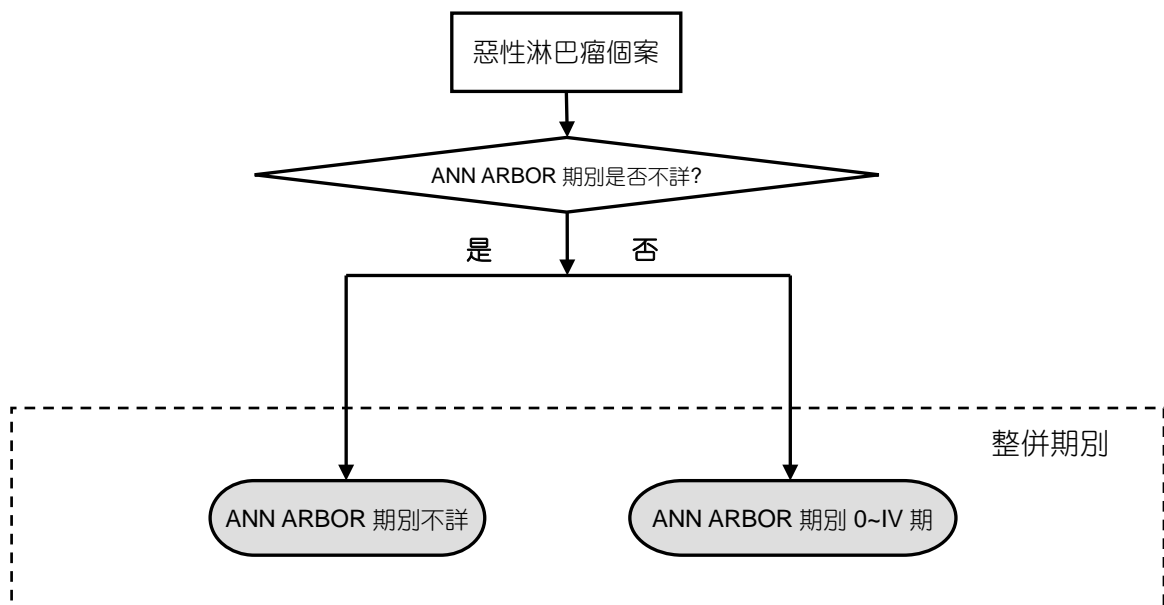 惡性淋巴瘤個案
ANN ARBOR 期別是否不詳?
是 否
整併期別
ANN ARBOR 期別不詳
ANN ARBOR 期別 0~IV 期